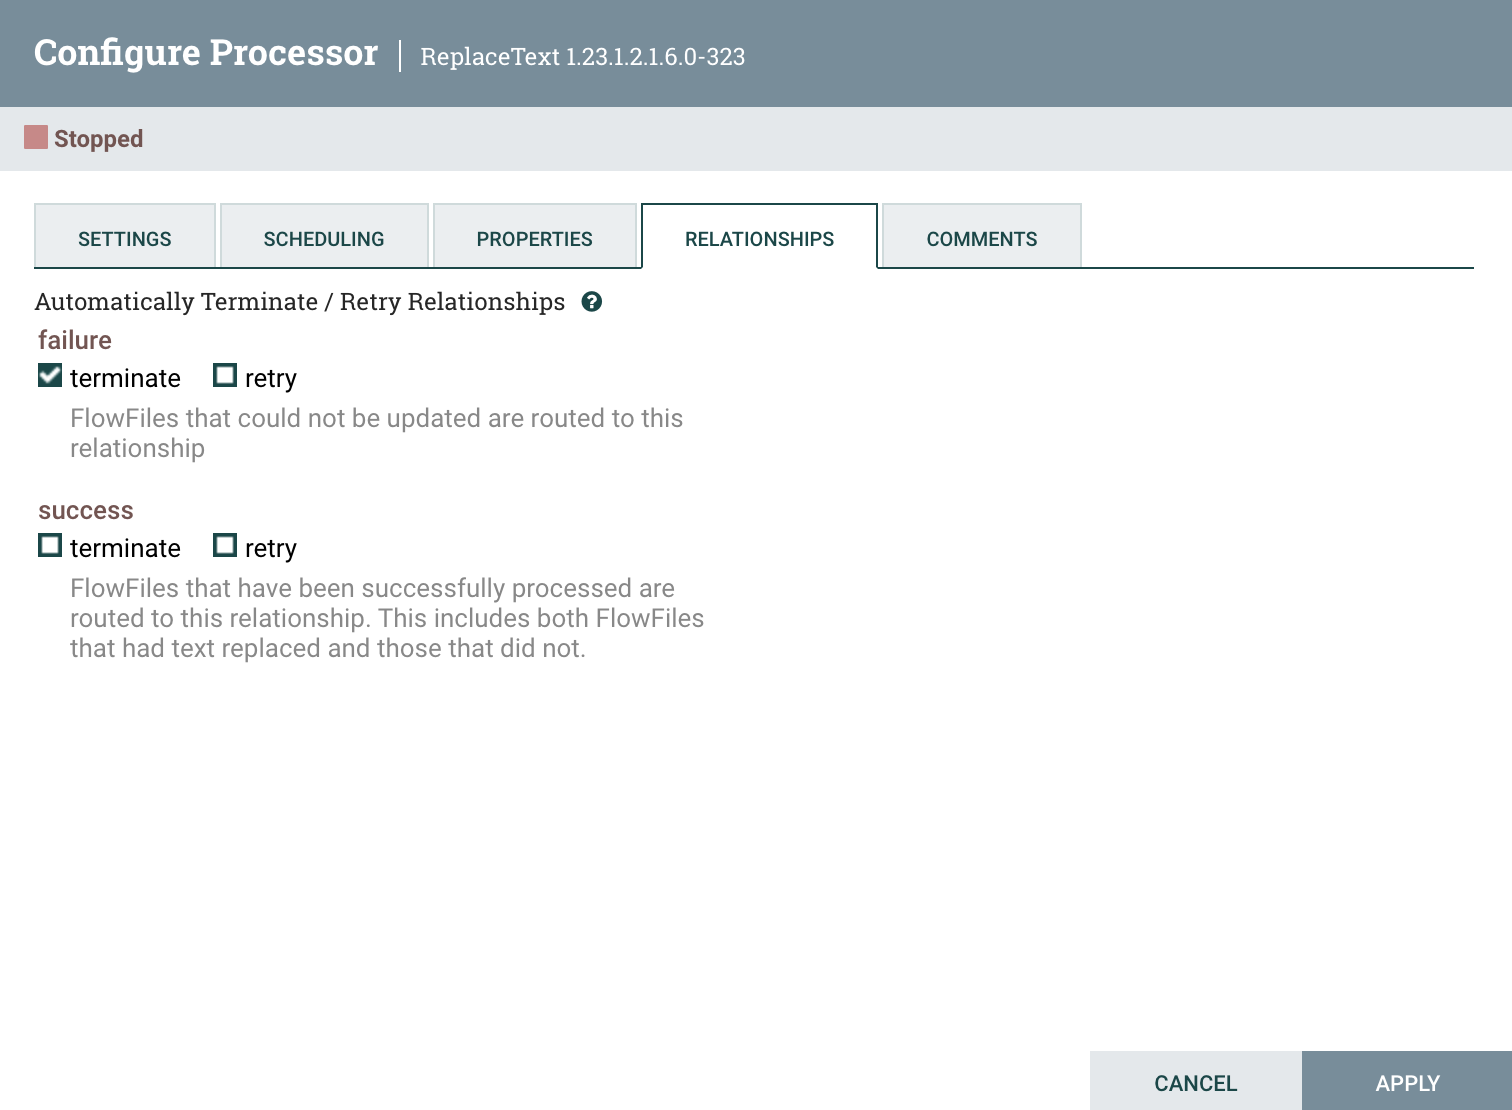 Configure Processor | ReplaceText 1.23.1.2.1.6.0-323
Stopped
SETTINGS SCHEDULING PROPERTIES RELATIONSHIPS COMMENTS
Automatically Terminate / Retry Relationships ?
failure
terminate retry
FlowFiles that could not be updated are routed to this
relationship
success
terminate retry
FlowFiles that have been successfully processed are
routed to this relationship. This includes both FlowFiles
that had text replaced and those that did not.
CANCEL APPLY